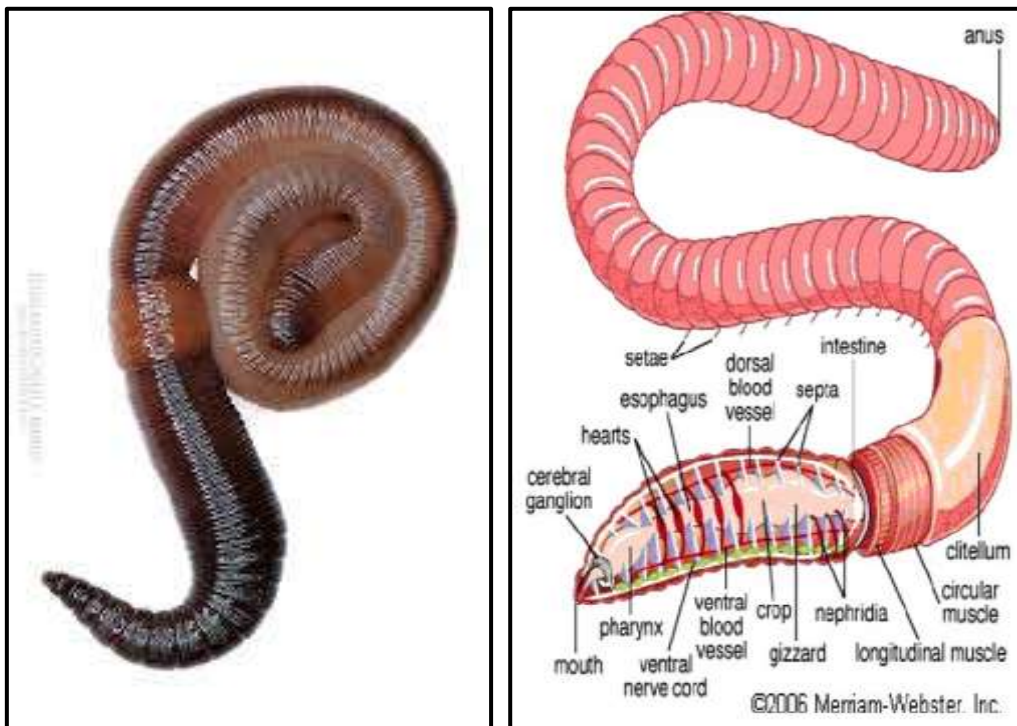 anus
setae
intestine
dorsal
blood
vessel
septa
esophagus
hearts
cerebral
ganglion
clitellum
circular
muscle
longitudinal muscle
nephridia
gizzard
crop
ventral
blood
vessel
ventral
nerve cord
pharynx
mouth
©2006 Merriam-Webster, Inc.